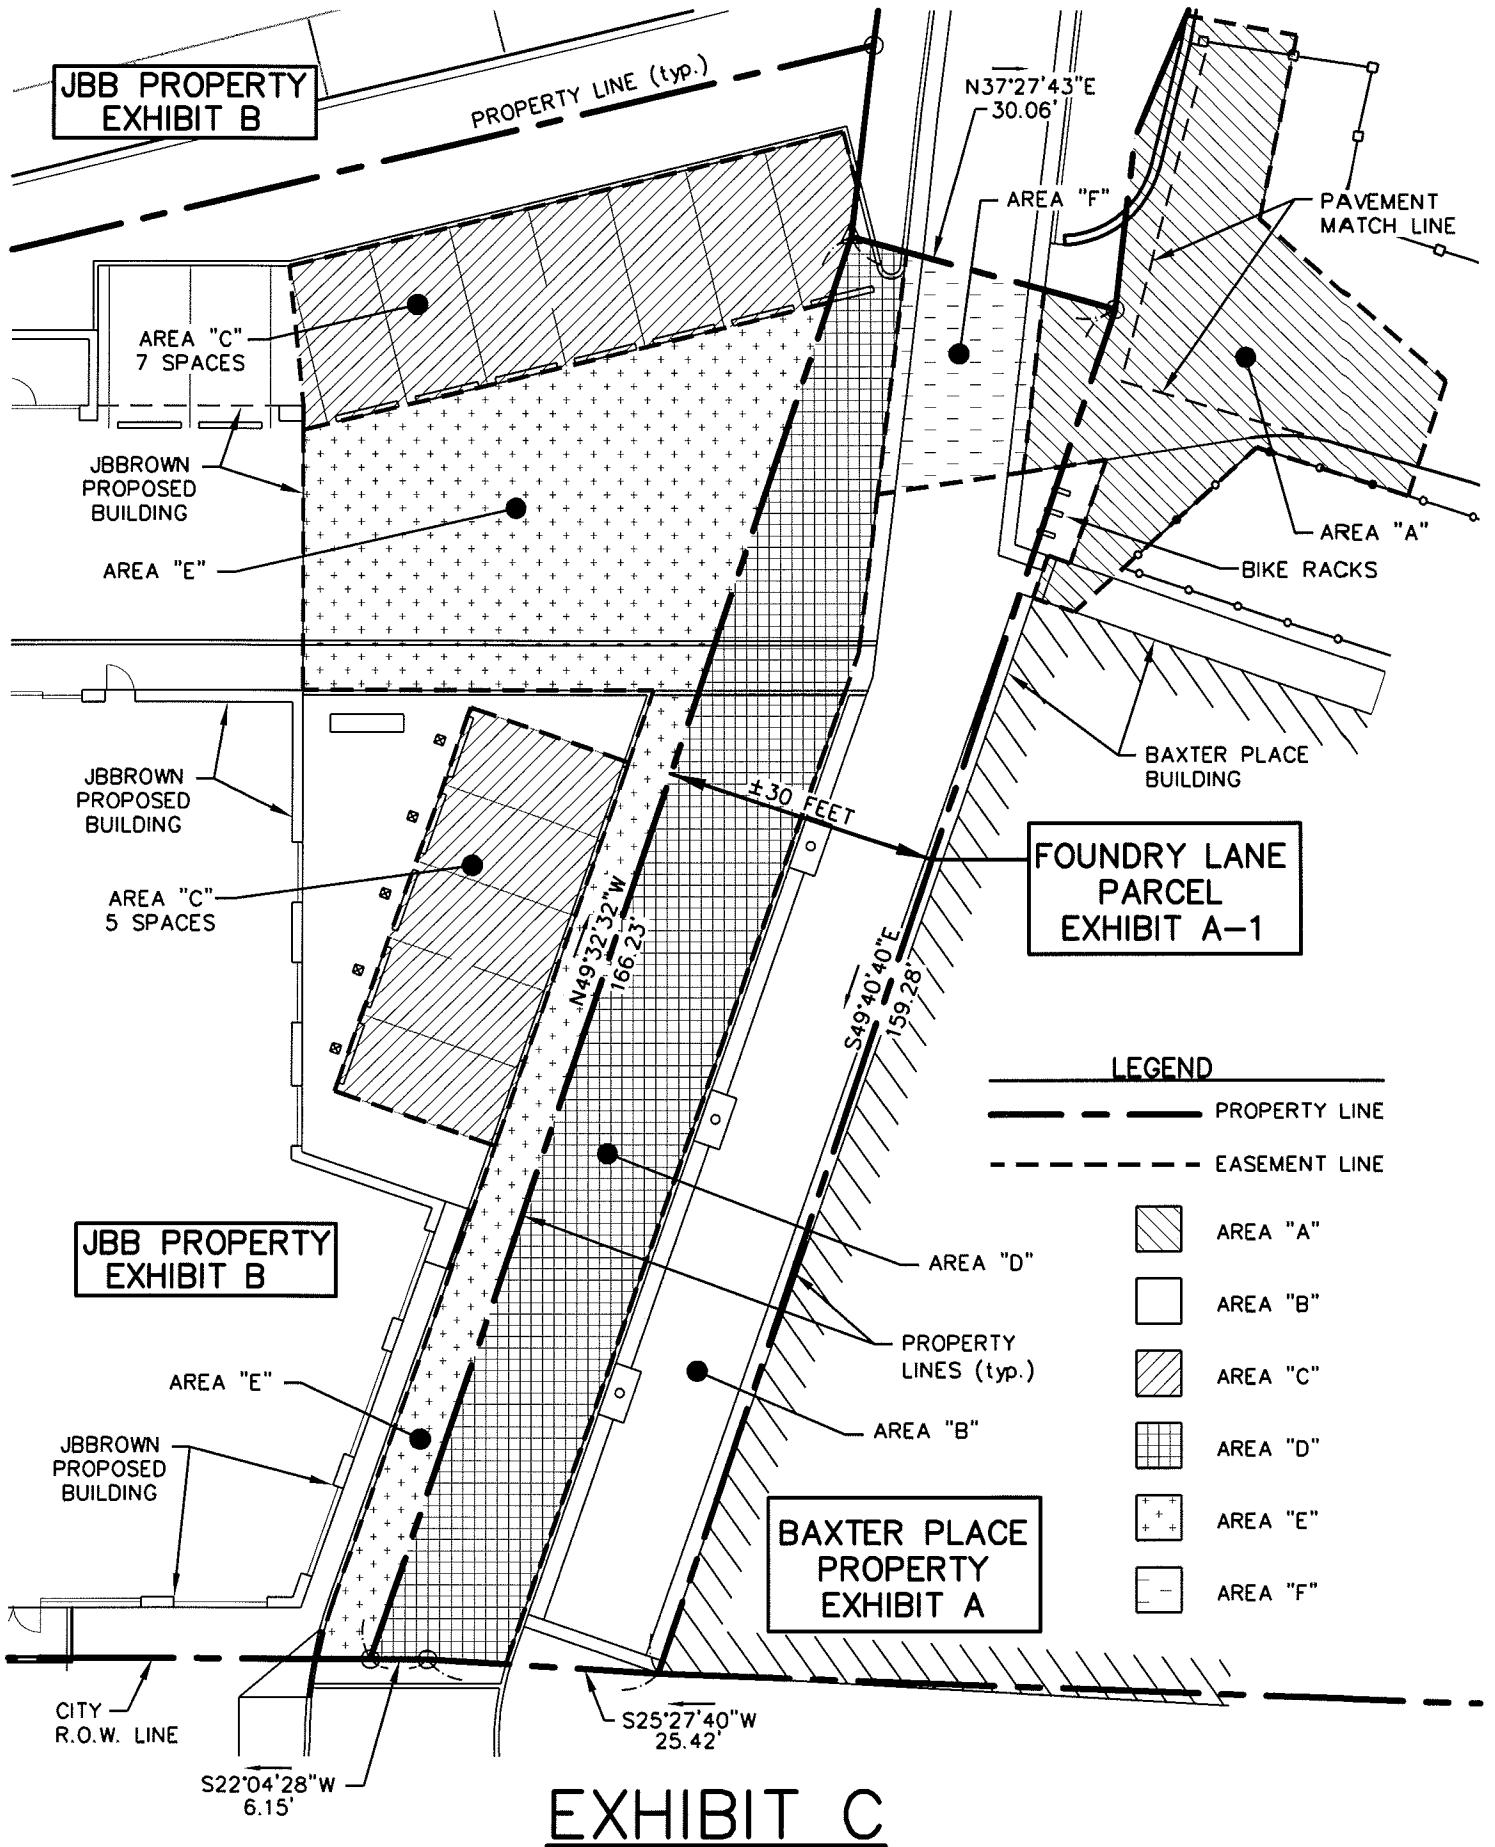 JBB PROPERTY
EXHIBIT B
PROPERTY LINE (typ.)
N37°27'43"E
30.06'
AREA "F"
PAVEMENT
MATCH LINE
AREA "C"
7 SPACES
JBBROWN
PROPOSED
BUILDING
AREA "E"
AREA "A"
BIKE RACKS
JBBROWN
PROPOSED
BUILDING
BAXTER PLACE
BUILDING
±30 FEET
FOUNDRY LANE
PARCEL
EXHIBIT A-1
AREA "C"
5 SPACES
N49°32'32"W
166.23'
S49°40'40"E
159.28'
LEGEND
PROPERTY LINE
EASEMENT LINE
AREA "A"
AREA "B"
AREA "C"
AREA "D"
AREA "E"
AREA "F"
JBB PROPERTY
EXHIBIT B
AREA "D"
PROPERTY
LINES (typ.)
AREA "E"
AREA "B"
JBBROWN
PROPOSED
BUILDING
BAXTER PLACE
PROPERTY
EXHIBIT A
CITY
R.O.W. LINE
S25°27'40"W
25.42'
S22°04'28"W
6.15'
EXHIBIT C